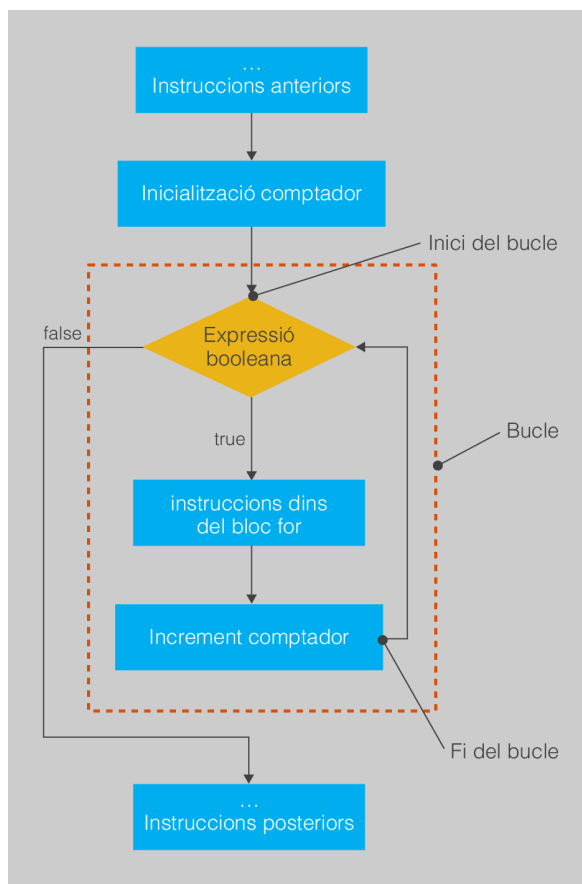 ...
Instruccions anteriors
Inicialització comptador
Inici del bucle
false
Expressió
booleana
Bucle
true
instruccions dins
del bloc for
Increment comptador
Fi del bucle
...
Instruccions posteriors